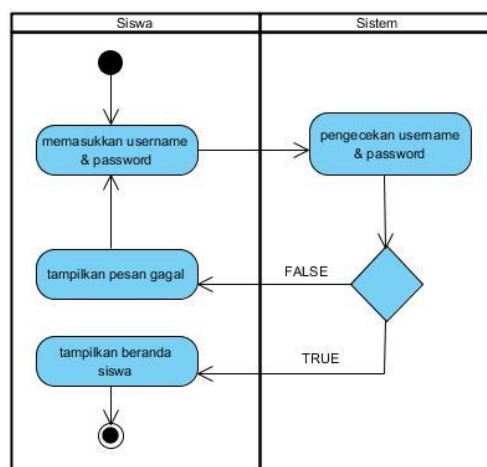 Siswa
Sistem
memasukkan username
& password
pengecekan username
& password
tampilkan pesan gagal
FALSE
tampilkan beranda
siswa
TRUE